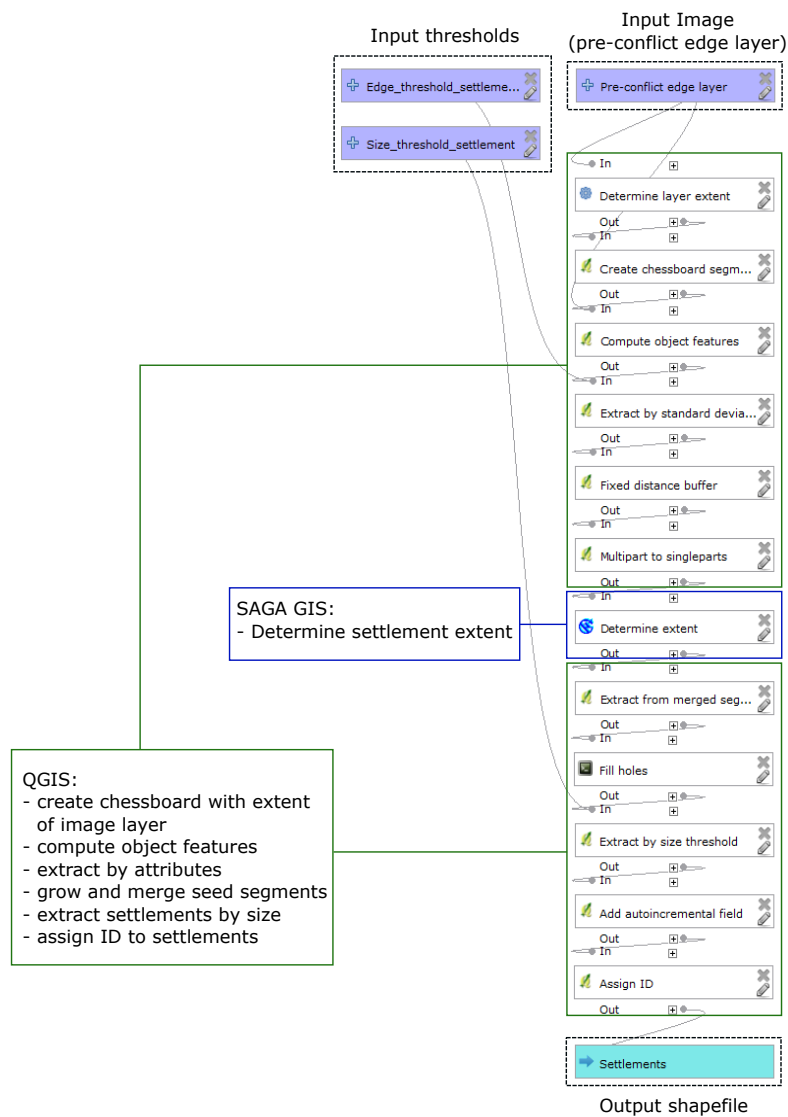 Input thresholds
Input Image
(pre-conflict edge layer)
Edge_threshold_settleme...
Size_threshold_settlement
Pre-conflict edge layer
In
Determine layer extent
Out
In
Create chessboard segm...
Out
In
Compute object features
Out
In
Extract by standard devia...
Out
In
Fixed distance buffer
Out
In
Multipart to singleparts
Out
In
Determine extent
Out
In
Extract from merged seg...
Out
In
Fill holes
Out
In
Extract by size threshold
Out
In
Add autoincremental field
Out
In
Assign ID
Out
Settlements
Output shapefile
SAGA GIS:
- Determine settlement extent
QGIS:
- create chessboard with extent
of image layer
- compute object features
- extract by attributes
- grow and merge seed segments
- extract settlements by size
- assign ID to settlements